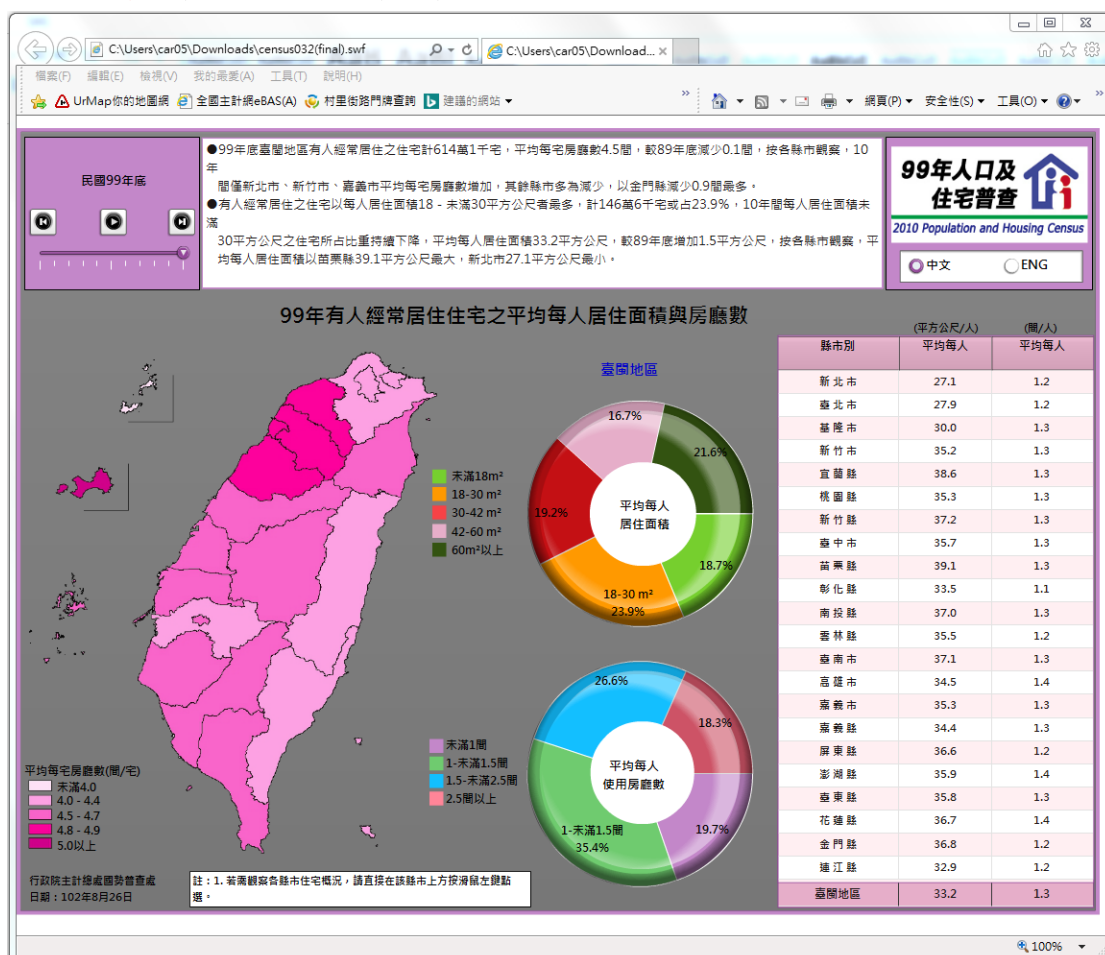 C:\Users\car05\Downloads\census032(final).swf
C:\Users\car05\Download...
檔案(F) 編輯(E) 檢視(V) 我的最愛(A) 工具(T) 說明(H)
UrMap你的地圖網 全國主計網eBAS(A) 村里街路門牌查詢 建議的網站
網頁(P) 安全性(S) 工具(O)
民國99年底
●99年底臺閩地區有人經常居住之住宅計614萬1千宅，平均每宅房廳數4.5間，較89年底減少0.1間，按各縣市觀察，10
年
間僅新北市、新竹市、嘉義市平均每宅房廳數增加，其餘縣市多為減少，以金門縣減少0.9間最多。
●有人經常居住之住宅以每人居住面積18 - 未滿30平方公尺者最多，計146萬6千宅或占23.9%，10年間每人居住面積未
滿
30平方公尺之住宅所占比重持續下降，平均每人居住面積33.2平方公尺，較89年底增加1.5平方公尺，按各縣市觀察，平
均每人居住面積以苗栗縣39.1平方公尺最大，新北市27.1平方公尺最小。
99年人口及
住宅普查
2010 Population and Housing Census
中文 ENG
99年有人經常居住住宅之平均每人居住面積與房廳數
臺閩地區
16.7%
21.6%
19.2%
18.7%
18-30 m²
23.9%
平均每人
居住面積
未滿18m²
18-30 m²
30-42 m²
42-60 m²
60m²以上
26.6%
18.3%
19.7%
1-未滿1.5間
35.4%
平均每人
使用房廳數
未滿1間
1-未滿1.5間
1.5-未滿2.5間
2.5間以上
平均每宅房廳數(間/宅)
未滿4.0
4.0 - 4.4
4.5 - 4.7
4.8 - 4.9
5.0以上
行政院主計總處國勢普查處
日期：102年8月26日
註：1. 若需觀察各縣市住宅概況，請直接在該縣市上方按滑鼠左鍵點
選。
(平方公尺/人) (間/人)
縣市別 平均每人 平均每人
新北市 27.1 1.2
臺北市 27.9 1.2
基隆市 30.0 1.3
新竹市 35.2 1.3
宜蘭縣 38.6 1.3
桃園縣 35.3 1.3
新竹縣 37.2 1.3
臺中市 35.7 1.3
苗栗縣 39.1 1.3
彰化縣 33.5 1.1
南投縣 37.0 1.3
雲林縣 35.5 1.2
臺南市 37.1 1.3
高雄市 34.5 1.4
嘉義市 35.3 1.3
嘉義縣 34.4 1.3
屏東縣 36.6 1.2
澎湖縣 35.9 1.4
臺東縣 35.8 1.3
花蓮縣 36.7 1.4
金門縣 36.8 1.2
連江縣 32.9 1.2
臺閩地區 33.2 1.3
100%